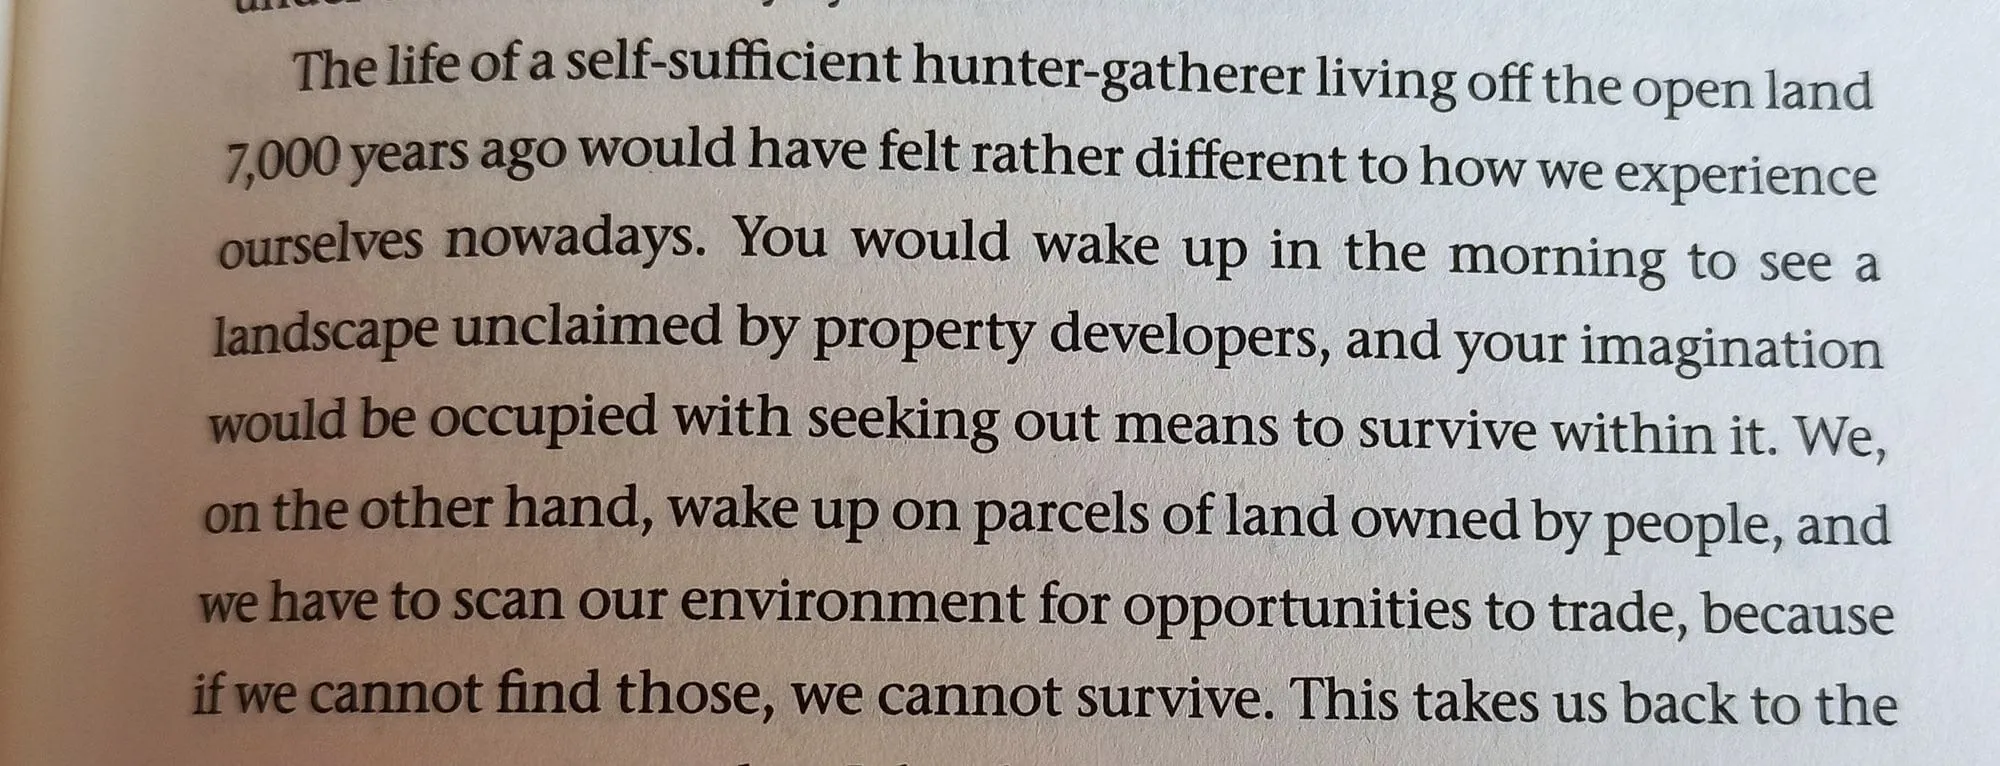 The life of a self-sufficient hunter-gatherer living off the open land
7,000 years ago would have felt rather different to how we experience
ourselves nowadays. You would wake up in the morning to see a
landscape unclaimed by property developers, and your imagination
would be occupied with seeking out means to survive within it. We,
on the other hand, wake up on parcels of land owned by people, and
we have to scan our environment for opportunities to trade, because
if we cannot find those, we cannot survive. This takes us back to the